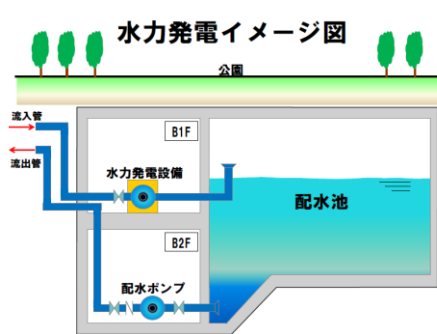 水力発電イメージ図
公園
流入管
流出管
B1F
水力発電設備
配水池
B2F
配水ポンプ